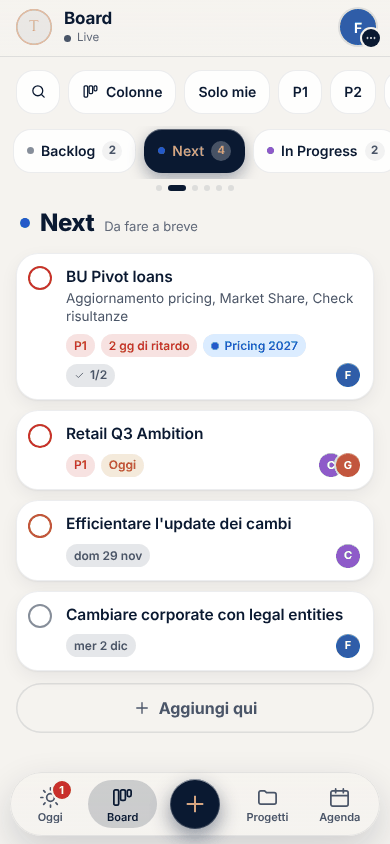 T
Board
Live
F
Colonne
Solo mie
P1
P2
Backlog 2
Next 4
In Progress 2
Next Da fare a breve
BU Pivot loans
Aggiornamento pricing, Market Share, Check
risultanze
P1 2 gg di ritardo Pricing 2027
1/2 F
Retail Q3 Ambition
P1 Oggi C G
Efficientare l'update dei cambi
dom 29 nov C
Cambiare corporate con legal entities
mer 2 dic F
+ Aggiungi qui
1
Oggi Board + Progetti Agenda